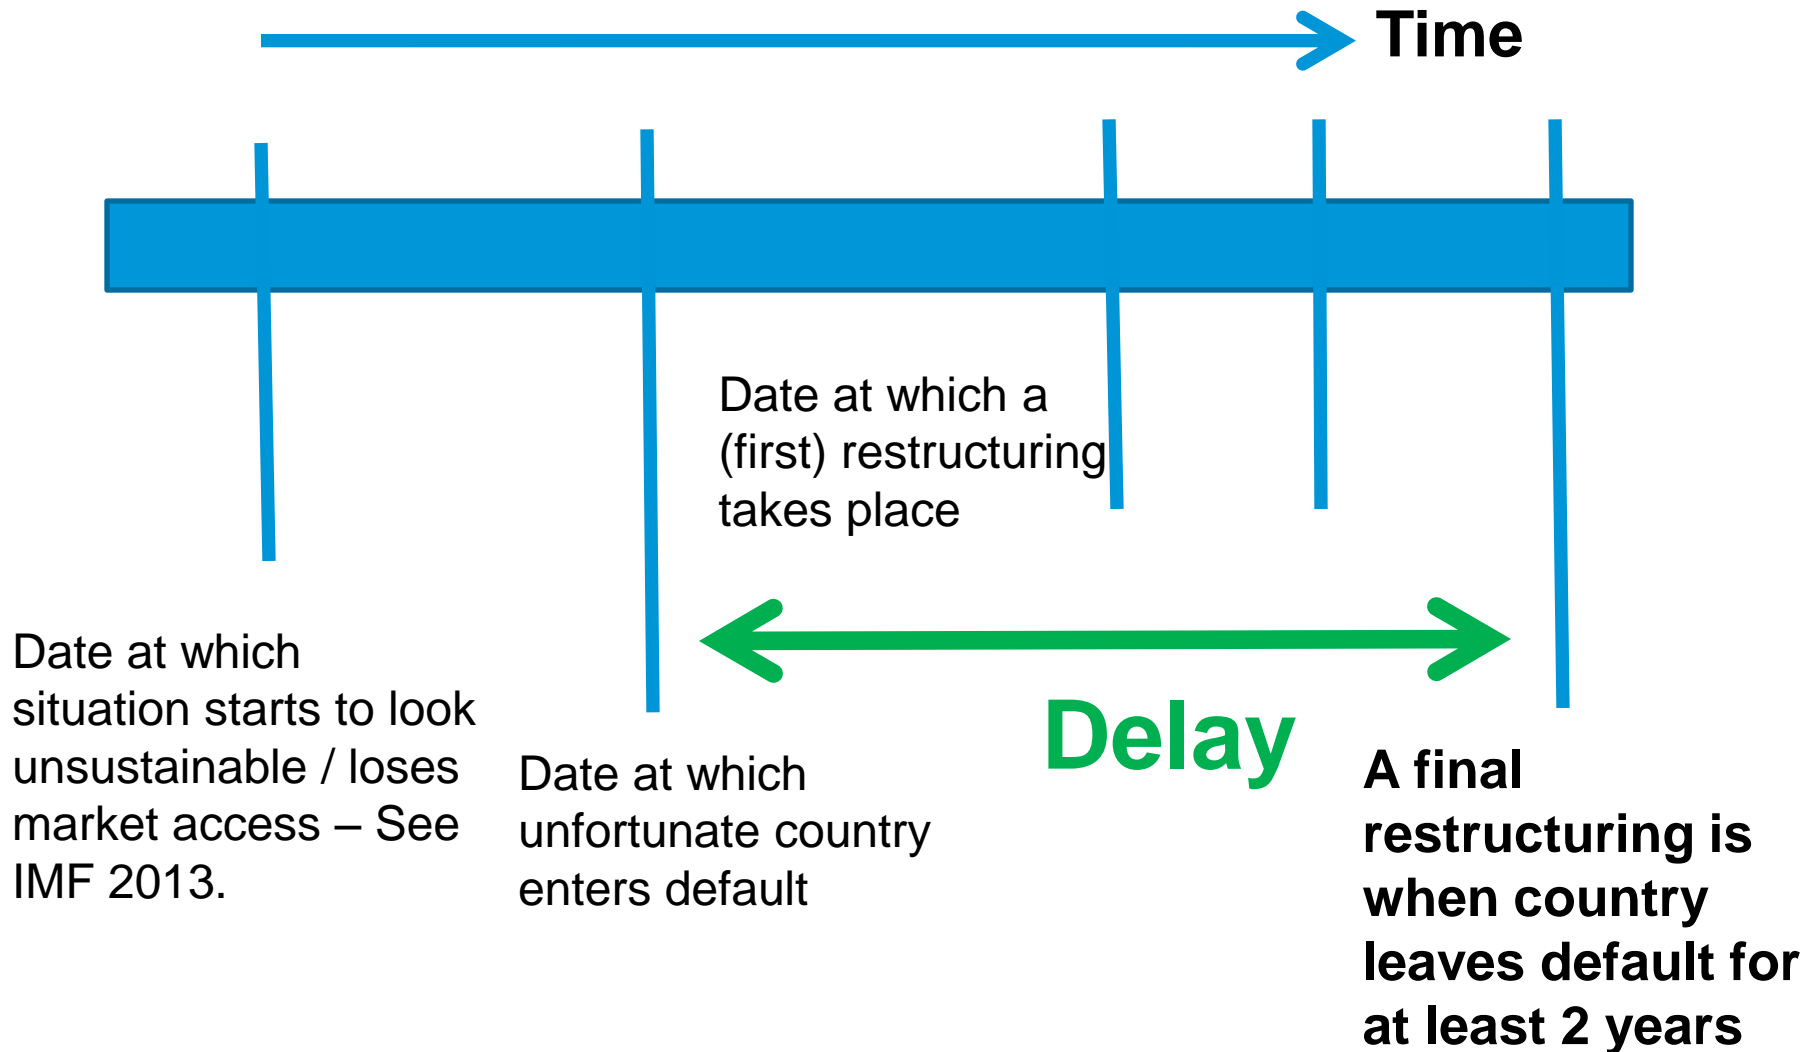 Time
Date at which a
(first) restructuring
takes place
Date at which
situation starts to look
unsustainable / loses
market access – See
IMF 2013.
Date at which
unfortunate country
enters default
Delay
A final
restructuring is
when country
leaves default for
at least 2 years